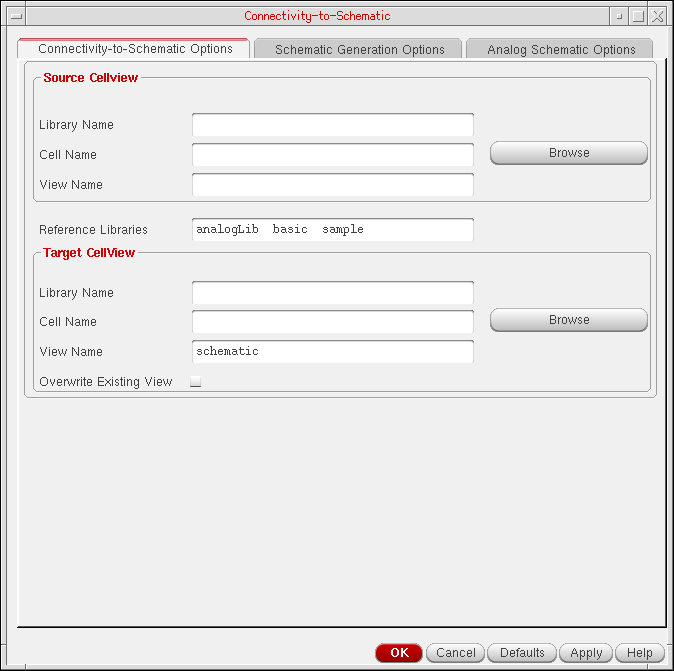 Connectivity-to-Schematic
Connectivity-to-Schematic Options
Schematic Generation Options
Analog Schematic Options
Source Cellview
Library Name
Cell Name
Browse
View Name
Reference Libraries
analogLib basic sample
Target CellView
Library Name
Cell Name
Browse
View Name
schematic
Overwrite Existing View
OK
Cancel
Defaults
Apply
Help